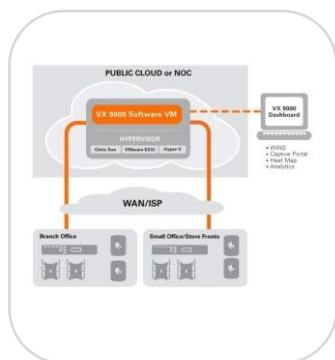 PUBLIC CLOUD or NOC
VX 9000 Software VM
HYPERVISOR
Citrix Xen
VMware ESXi
Hyper-V
VX 9000
Dashboard
• WiNG
• Captive Portal
• Heat Map
• Analytics
WAN/ISP
Branch Office
Small Office/Store Fronts